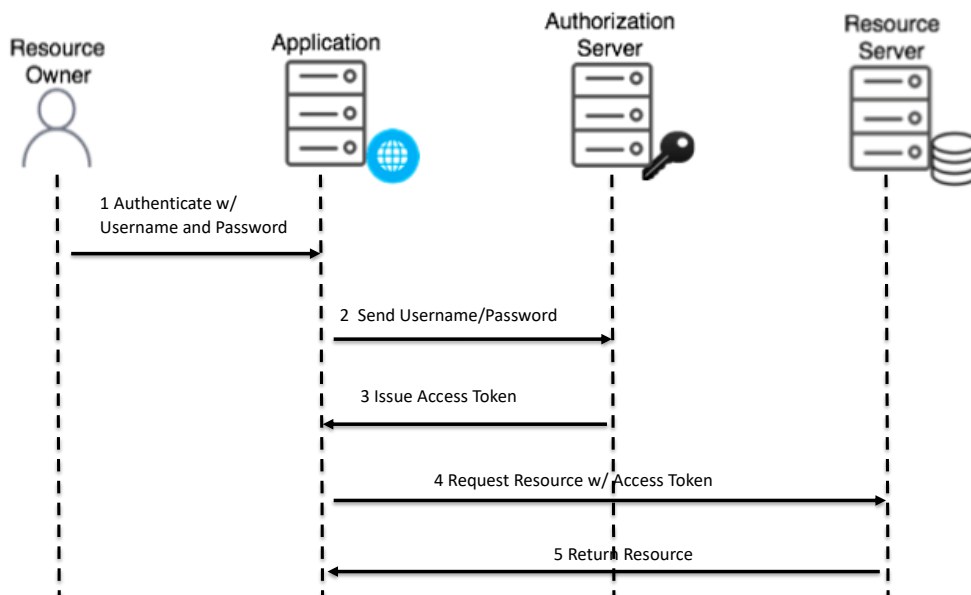 Resource
Owner
Application
Authorization
Server
Resource
Server
1 Authenticate w/
Username and Password
2 Send Username/Password
3 Issue Access Token
4 Request Resource w/ Access Token
5 Return Resource